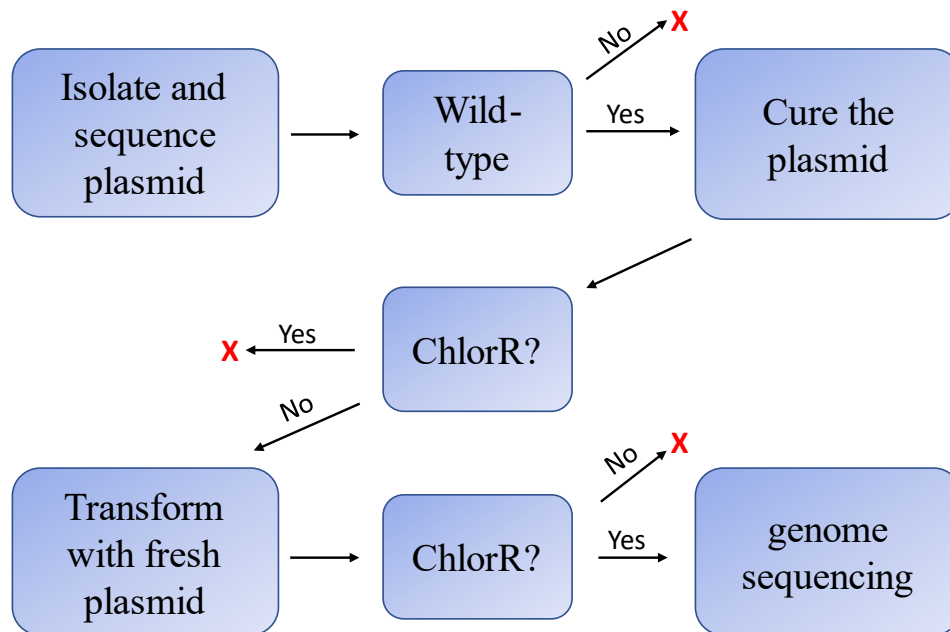 No
X
Isolate and
sequence
plasmid
Wild-
type
Yes
Cure the
plasmid
X
Yes
ChlorR?
No
Transform
with fresh
plasmid
ChlorR?
No
X
Yes
genome
sequencing